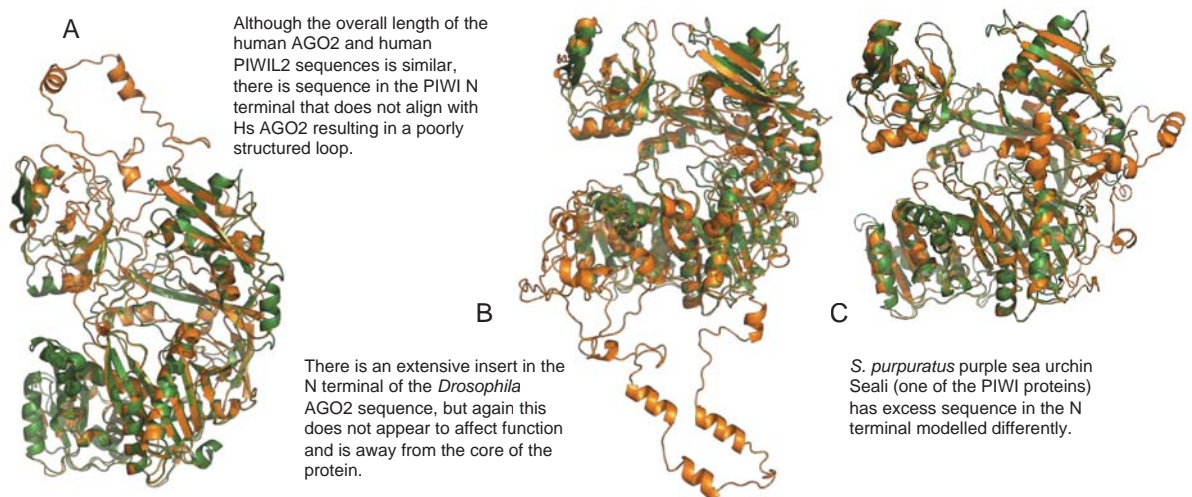 A
Although the overall length of the
human AGO2 and human
PIWIL2 sequences is similar,
there is sequence in the PIWI N
terminal that does not align with
Hs AGO2 resulting in a poorly
structured loop.
B
There is an extensive insert in the
N terminal of the Drosophila
AGO2 sequence, but again this
does not appear to affect function
and is away from the core of the
protein.
C
S. purpuratus purple sea urchin
Seali (one of the PIWI proteins)
has excess sequence in the N
terminal modelled differently.